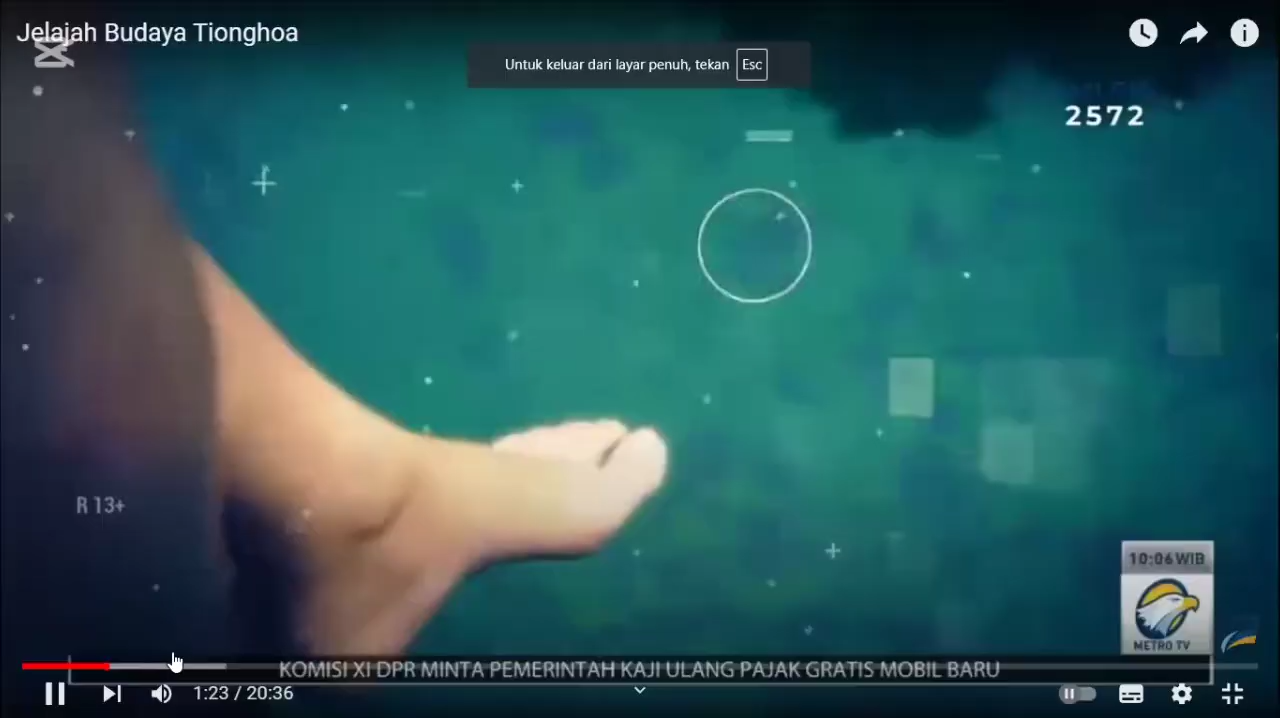 Jelajah Budaya Tionghoa
Untuk keluar dari layar penuh, tekan Esc
2572
R 13+
10:06 WIB
METRO TV
KOMISI XI DPR MINTA PEMERINTAH KAJI ULANG PAJAK GRATIS MOBIL BARU
1:23 / 20:36